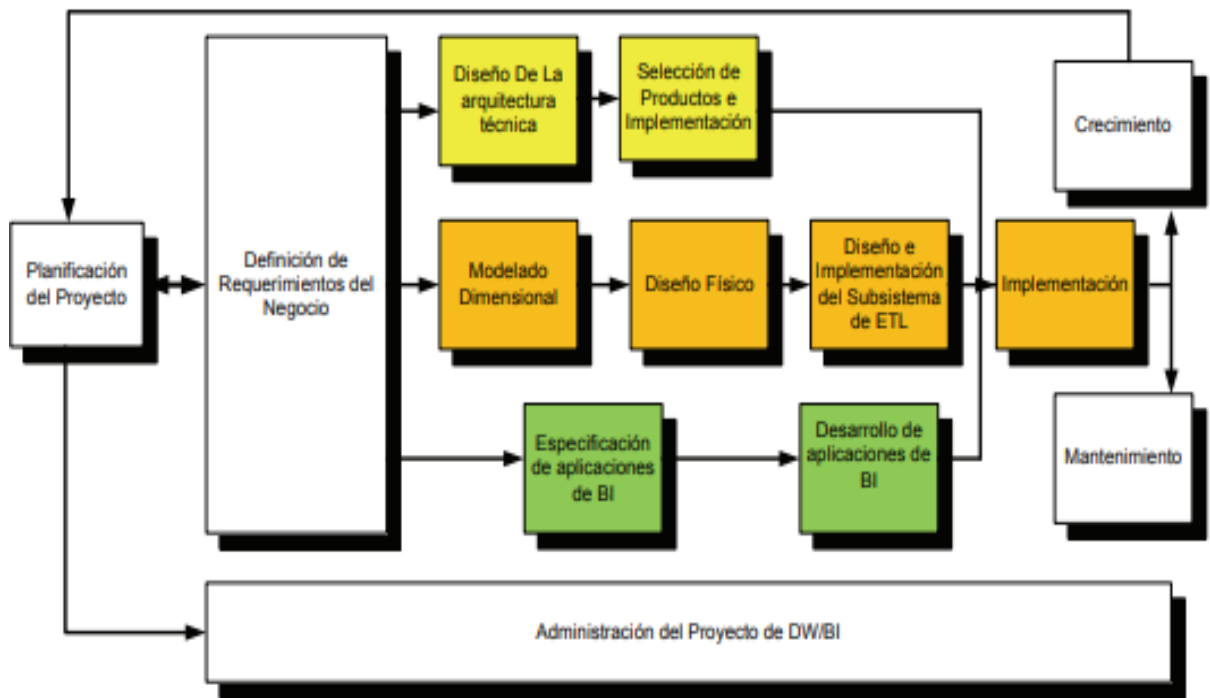 Diseño De La
arquitectura
técnica
Selección de
Productos e
Implementación
Crecimiento
Planificación
del Proyecto
Definición de
Requerimientos del
Negocio
Modelado
Dimensional
Diseño Físico
Diseño e
Implementación
del Subsistema
de ETL
Implementación
Especificación
de aplicaciones
de BI
Desarrollo de
aplicaciones de
BI
Mantenimiento
Administración del Proyecto de DW/BI